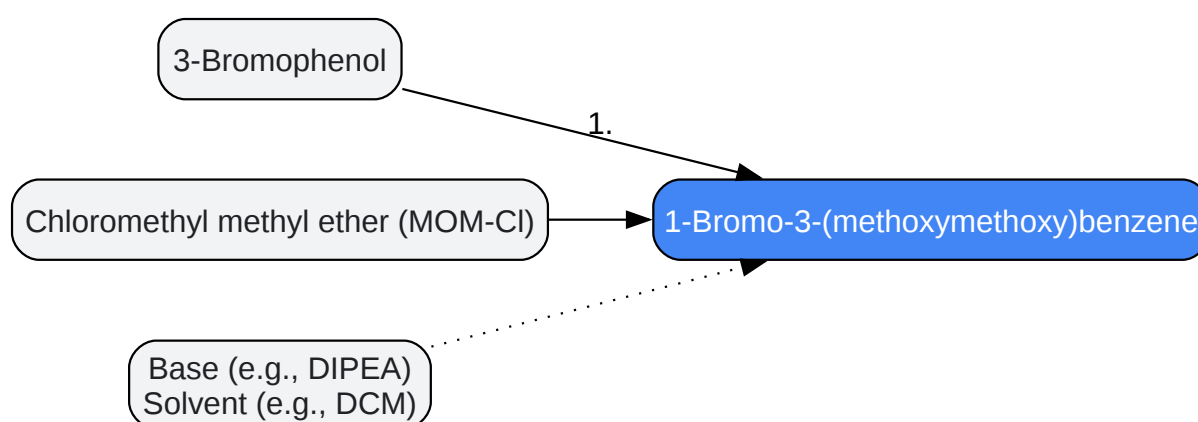 3-Bromophenol
1.
Chloromethyl methyl ether (MOM-Cl)
1-Bromo-3-(methoxymethoxy)benzene
Base (e.g., DIPEA)
Solvent (e.g., DCM)